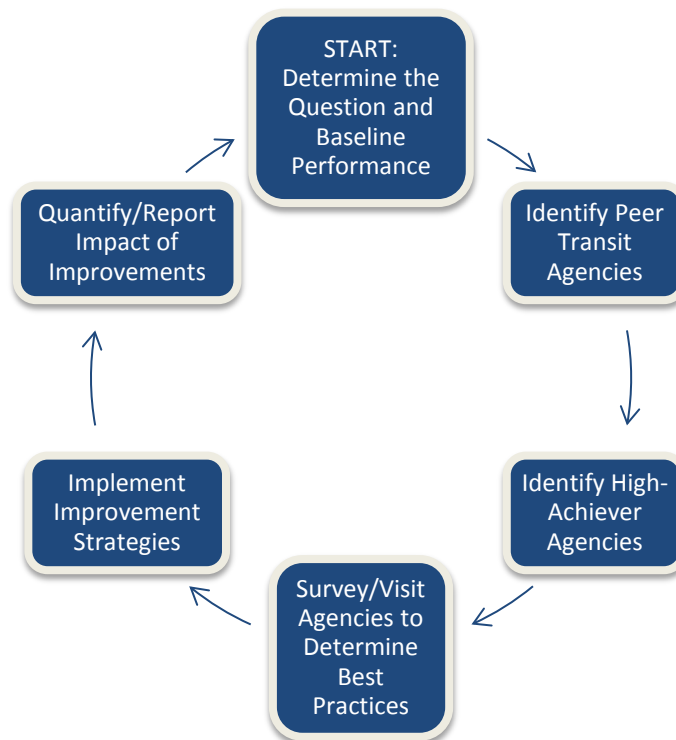 START:
Determine the
Question and
Baseline
Performance
Identify Peer
Transit
Agencies
Identify High-
Achiever
Agencies
Survey/Visit
Agencies to
Determine
Best
Practices
Implement
Improvement
Strategies
Quantify/Report
Impact of
Improvements